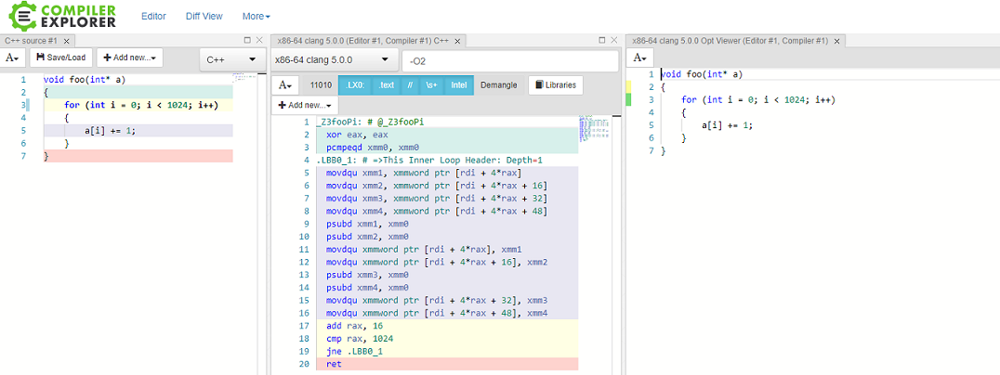 COMPILER
EXPLORER
Editor
Diff View
More
C++ source #1 ×
A
Save/Load
+ Add new...
C++
1 void foo(int* a)
2 {
3 for (int i = 0; i < 1024; i++)
4 {
5 a[i] += 1;
6 }
7 }
x86-64 clang 5.0.0 (Editor #1, Compiler #1) C++ ×
x86-64 clang 5.0.0
-O2
A
11010
.LX0:
.text
//
\s+
Intel
Demangle
Libraries
+ Add new...
1 _Z3fooPi: # @_Z3fooPi
2 xor eax, eax
3 pcmpeqd xmm0, xmm0
4 .LBB0_1: # =>This Inner Loop Header: Depth=1
5 movdqu xmm1, xmmword ptr [rdi + 4*rax]
6 movdqu xmm2, xmmword ptr [rdi + 4*rax + 16]
7 movdqu xmm3, xmmword ptr [rdi + 4*rax + 32]
8 movdqu xmm4, xmmword ptr [rdi + 4*rax + 48]
9 psubd xmm1, xmm0
10 psubd xmm2, xmm0
11 movdqu xmmword ptr [rdi + 4*rax], xmm1
12 movdqu xmmword ptr [rdi + 4*rax + 16], xmm2
13 psubd xmm3, xmm0
14 psubd xmm4, xmm0
15 movdqu xmmword ptr [rdi + 4*rax + 32], xmm3
16 movdqu xmmword ptr [rdi + 4*rax + 48], xmm4
17 add rax, 16
18 cmp rax, 1024
19 jne .LBB0_1
20 ret
x86-64 clang 5.0.0 Opt Viewer (Editor #1, Compiler #1) ×
A
1 void foo(int* a)
2 {
3 for (int i = 0; i < 1024; i++)
4 {
5 a[i] += 1;
6 }
7 }